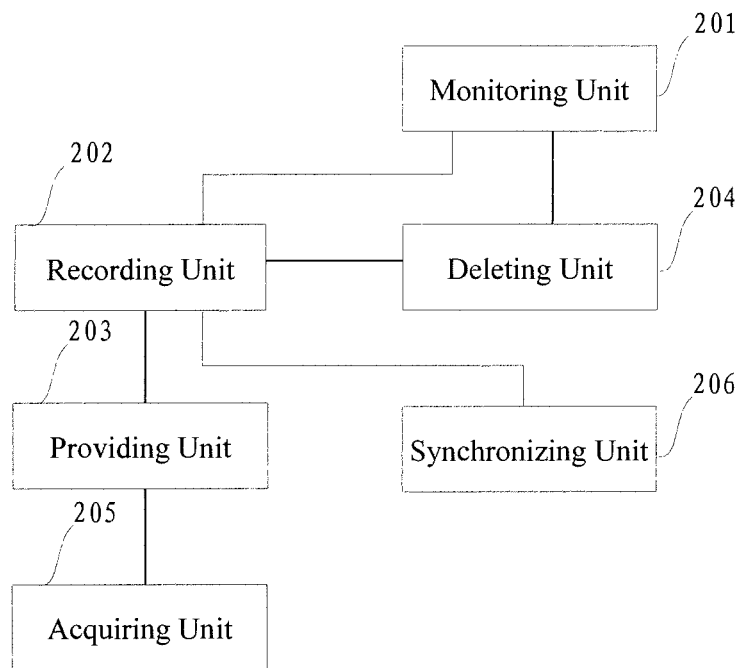 201
Monitoring Unit
202
204
Recording Unit
Deleting Unit
203
206
Providing Unit
Synchronizing Unit
205
Acquiring Unit